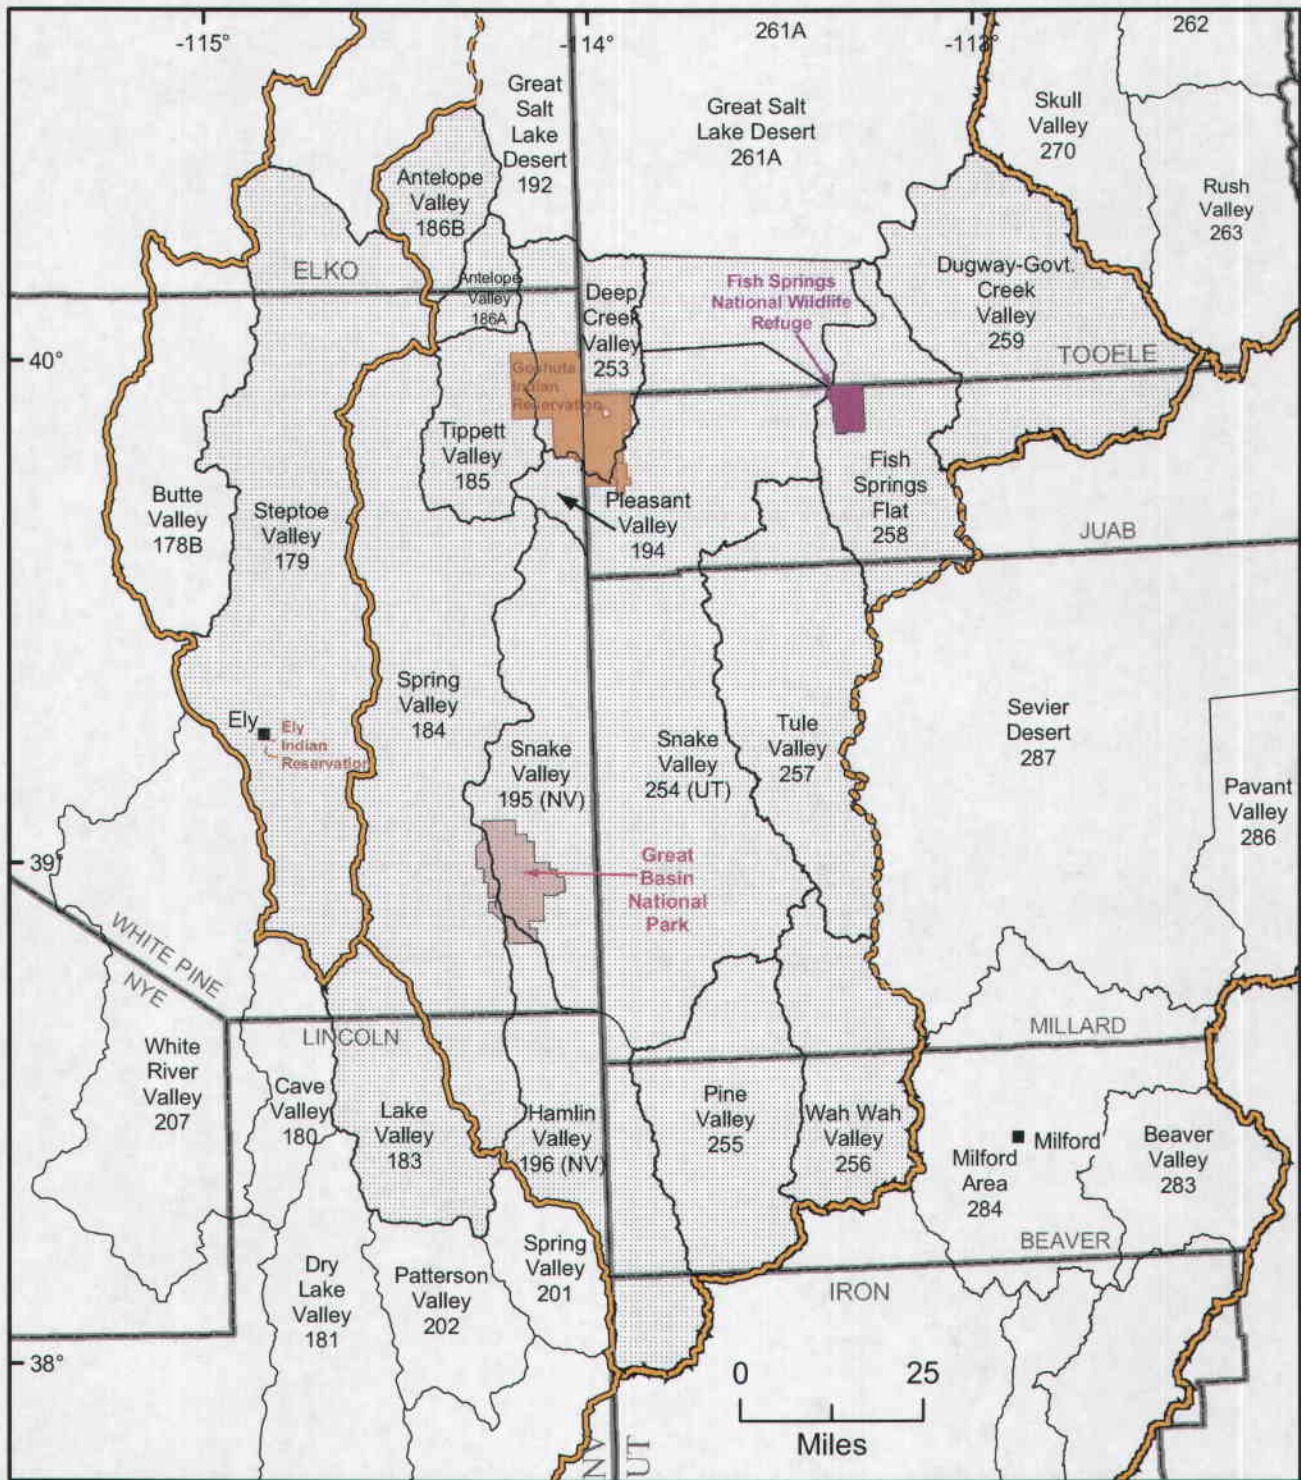 -115°
-114°
261A
-113°
262
Great
Salt
Lake
Desert
192
Great Salt
Lake Desert
261A
Skull
Valley
270
Rush
Valley
263
Antelope
Valley
186B
ELKO
Antelope
Valley
186A
Deep
Creek
Valley
253
Fish Springs
National Wildlife
Refuge
Dugway-Govt.
Creek
Valley
259
TOOELE
40°
Goshute
Indian
Reservation
Tippett
Valley
185
Butte
Valley
178B
Steptoe
Valley
179
Pleasant
Valley
194
Fish
Springs
Flat
258
JUAB
Spring
Valley
184
Ely
Ely
Indian
Reservation
Snake
Valley
195 (NV)
Snake
Valley
254 (UT)
Tule
Valley
257
Sevier
Desert
287
Pavant
Valley
286
39°
Great
Basin
National
Park
WHITE PINE
NYE
LINCOLN
MILLARD
White
River
Valley
207
Cave
Valley
180
Lake
Valley
183
Hamlin
Valley
196 (NV)
Pine
Valley
255
Wah Wah
Valley
256
Milford
Milford
Area
284
Beaver
Valley
283
BEAVER
Dry
Lake
Valley
181
Patterson
Valley
202
Spring
Valley
201
IRON
38°
0 25
Miles
NV
UT